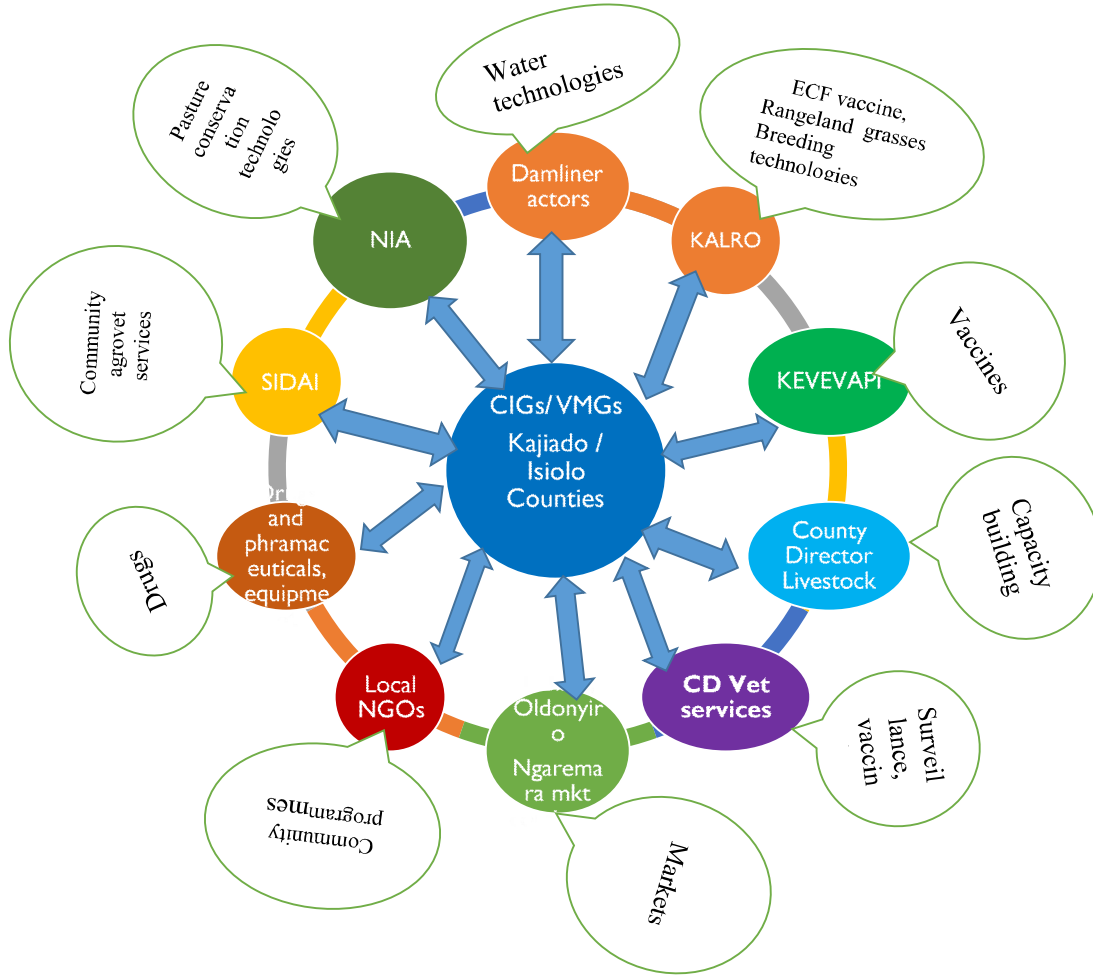 Water
technologies
ECF vaccine,
Rangeland grasses
Breeding
technologies
Pasture
conserva
tion
technolo
gies
Damliner
actors
NIA
KALRO
Community
agrovet
services
SIDAI
KEVEVAPI
Vaccines
CIGs/ VMGs
Kajiado /
Isiolo
Counties
Drug
and
phramac
euticals,
equipme
Drugs
County
Director
Livestock
Capacity
building
Local
NGOs
CD Vet
services
Oldonyir
o
Ngarema
ra mkt
Surveil
lance,
vaccin
Community
programmes
Markets